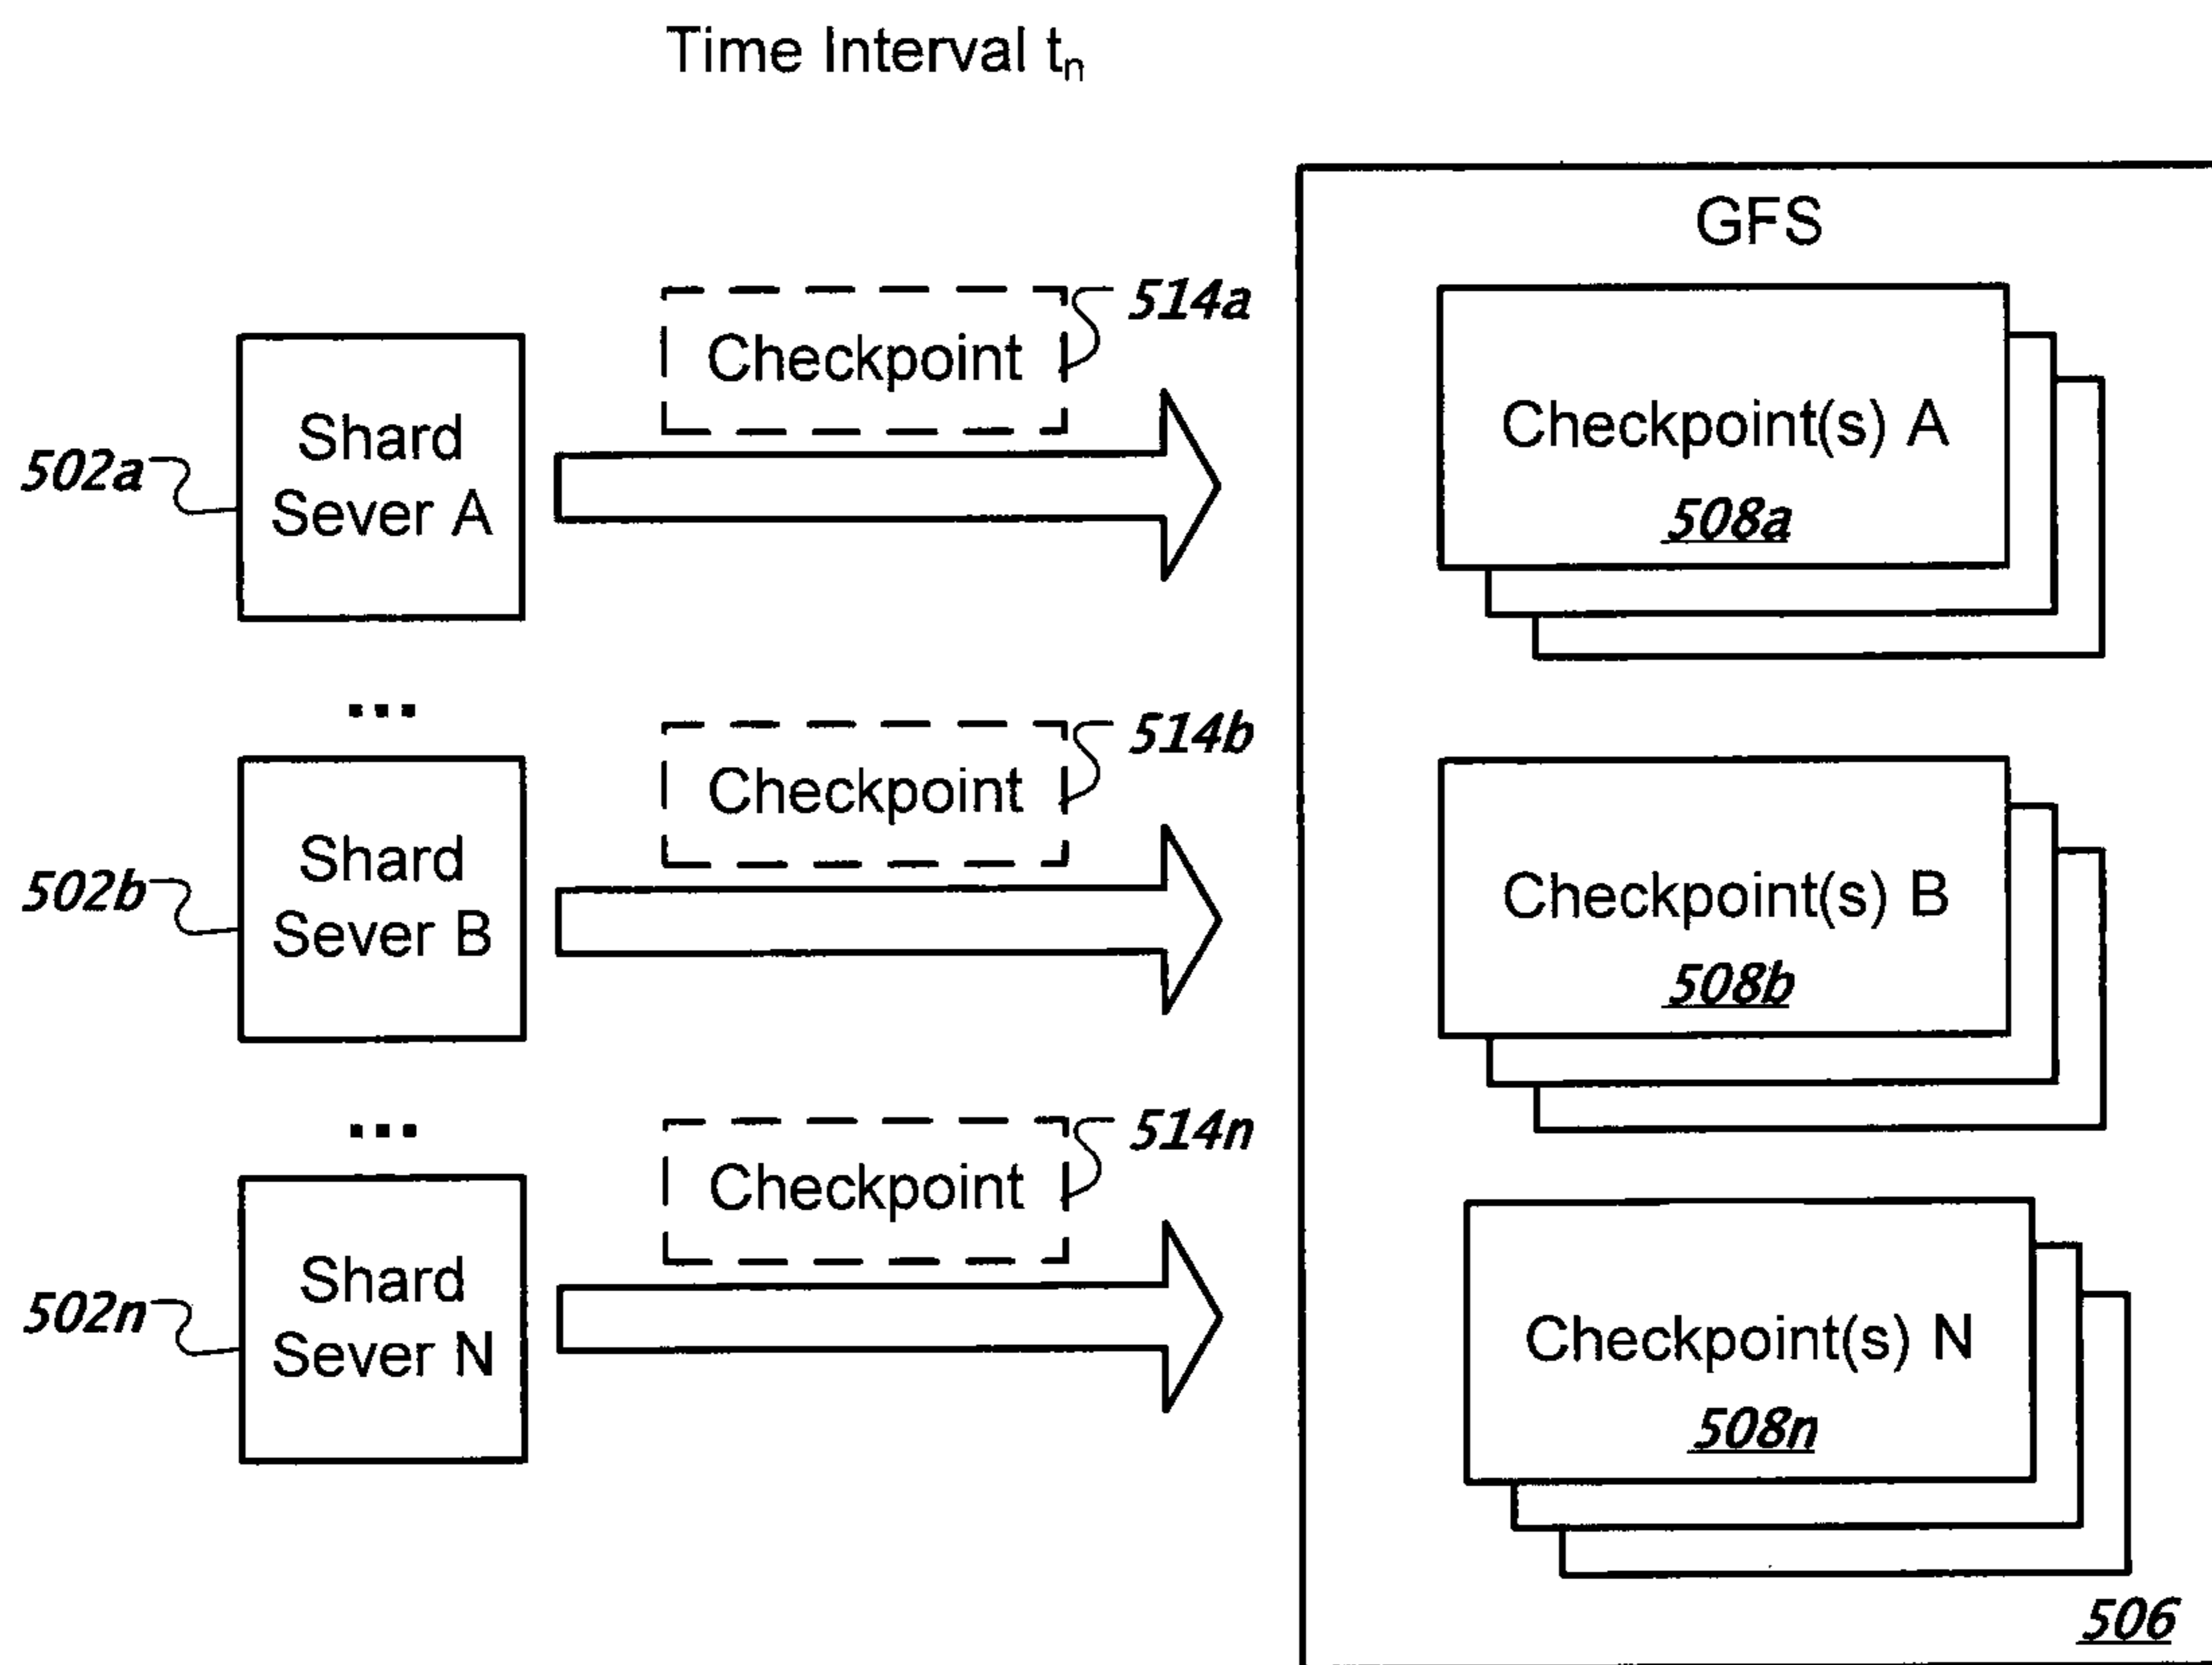 Time Interval tn
GFS
514a
Checkpoint
502a
Shard
Sever A
Checkpoint(s) A
508a
...
514b
Checkpoint
502b
Shard
Sever B
Checkpoint(s) B
508b
...
514n
Checkpoint
502n
Shard
Sever N
Checkpoint(s) N
508n
506